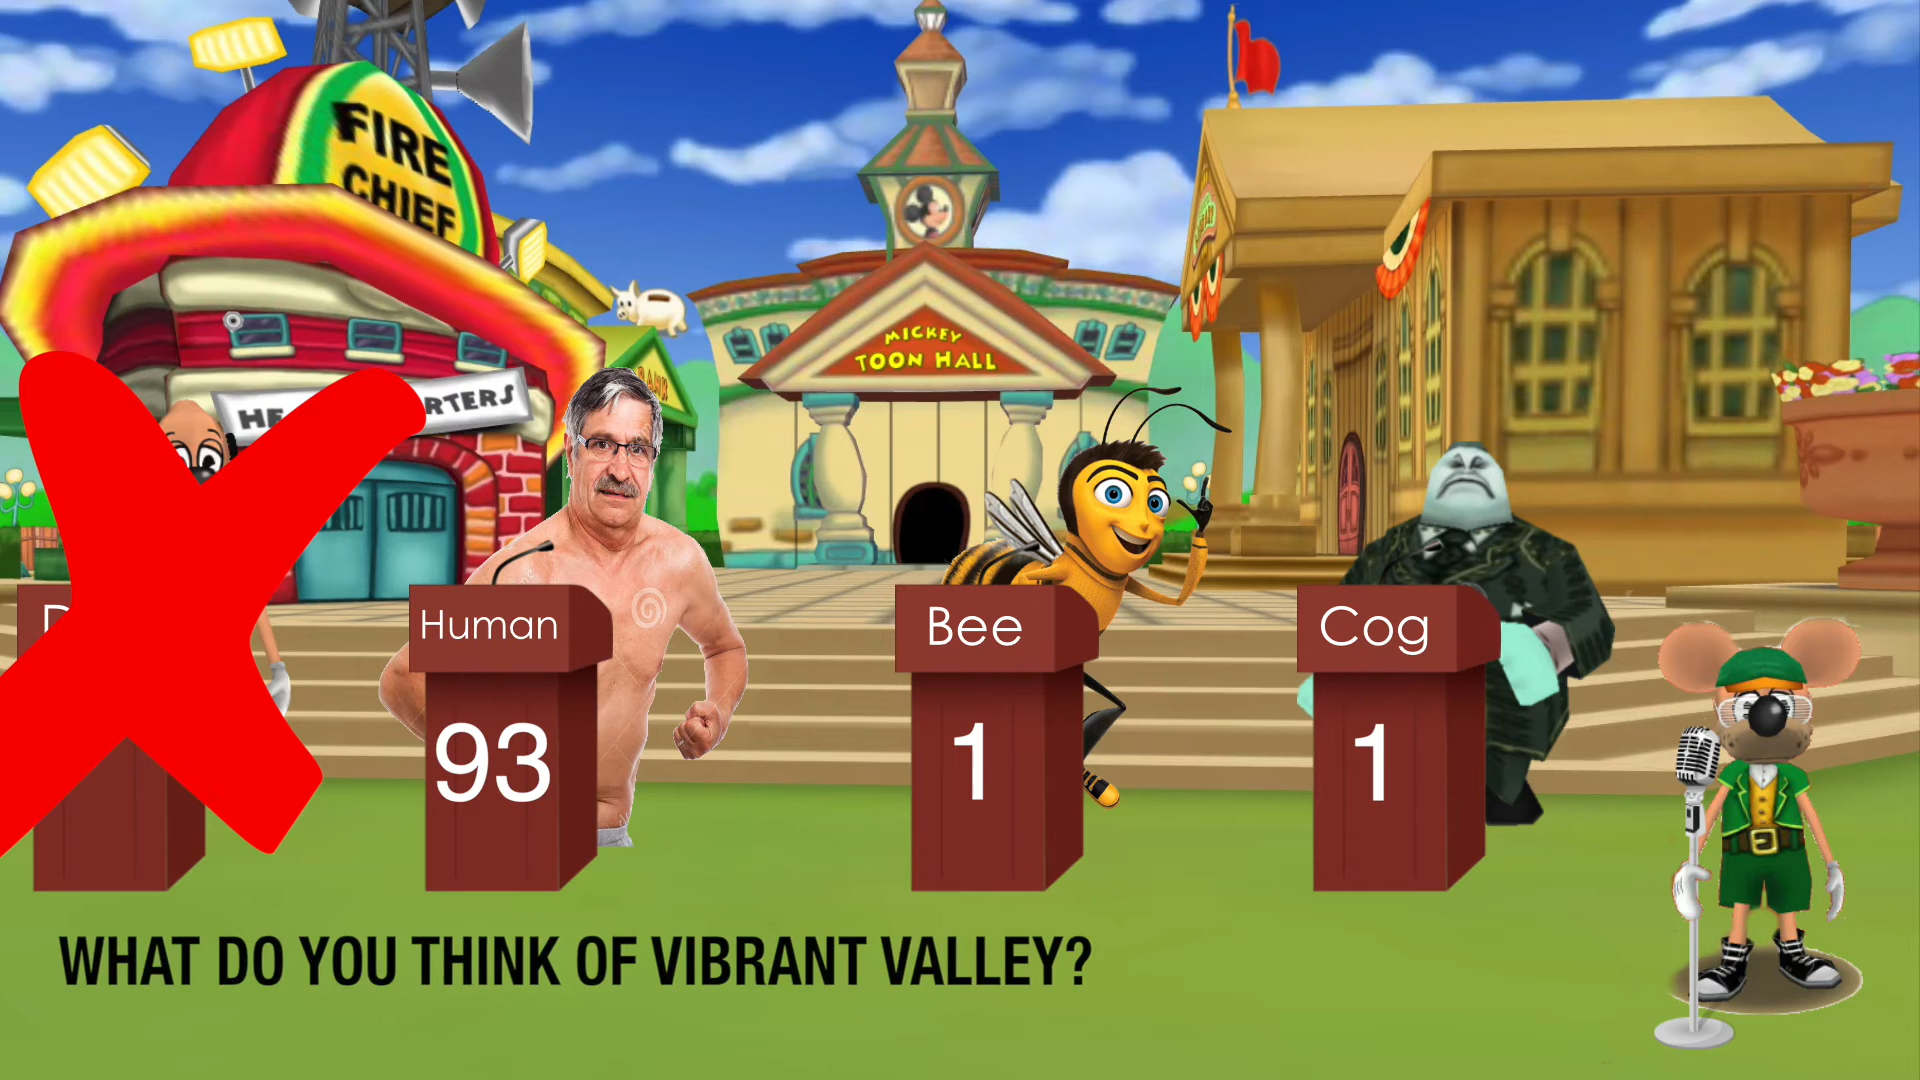 FIRE
CHIEF
MICKEY
TOON HALL
BANK
RTERS
Human
Bee
Cog
93
1
1
WHAT DO YOU THINK OF VIBRANT VALLEY?